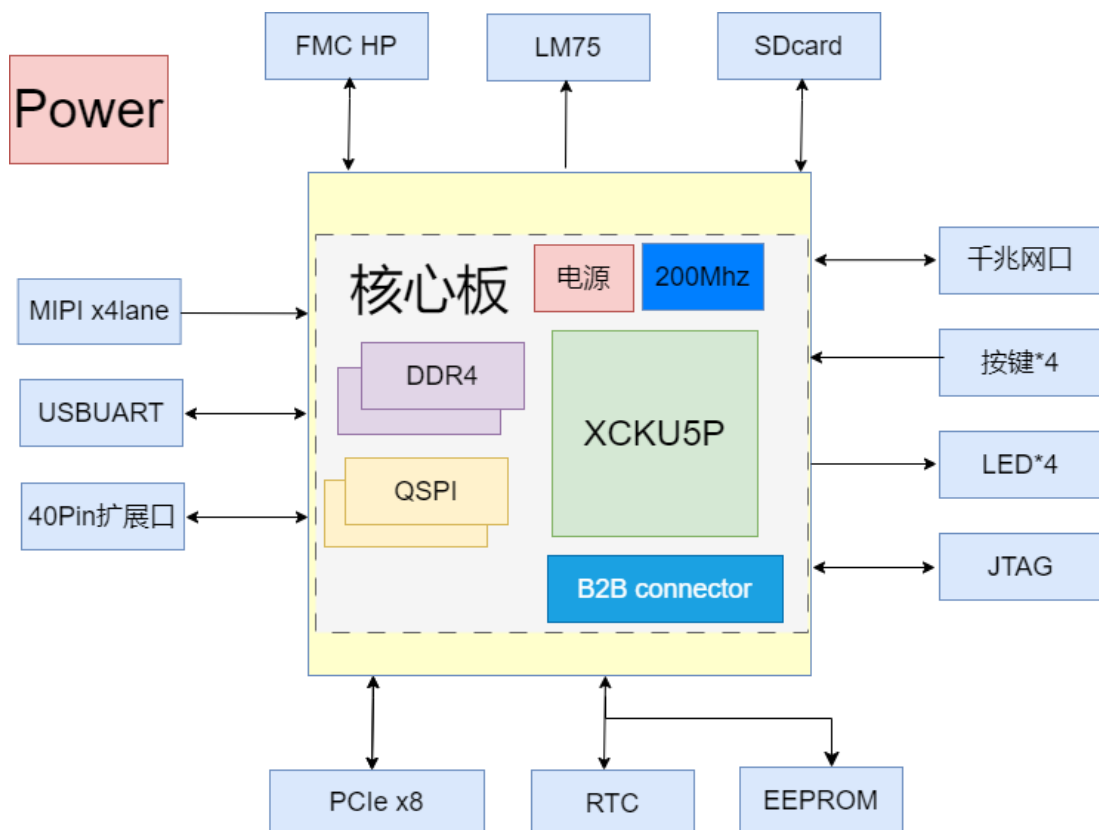 FMC HP
LM75
SDcard
Power
千兆网口
核心板
电源
200Mhz
MIPI x4lane
按键*4
DDR4
USBUART
XCKU5P
LED*4
QSPI
40Pin扩展口
JTAG
B2B connector
PCIe x8
RTC
EEPROM